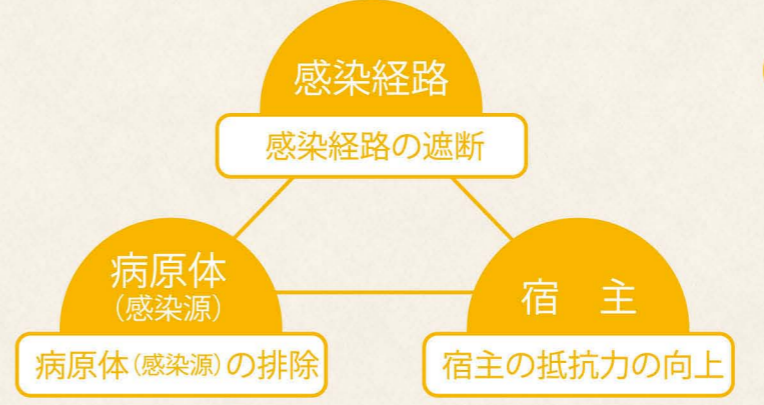 感染経路
感染経路の遮断
病原体
(感染源)
病原体(感染源)の排除
宿　主
宿主の抵抗力の向上